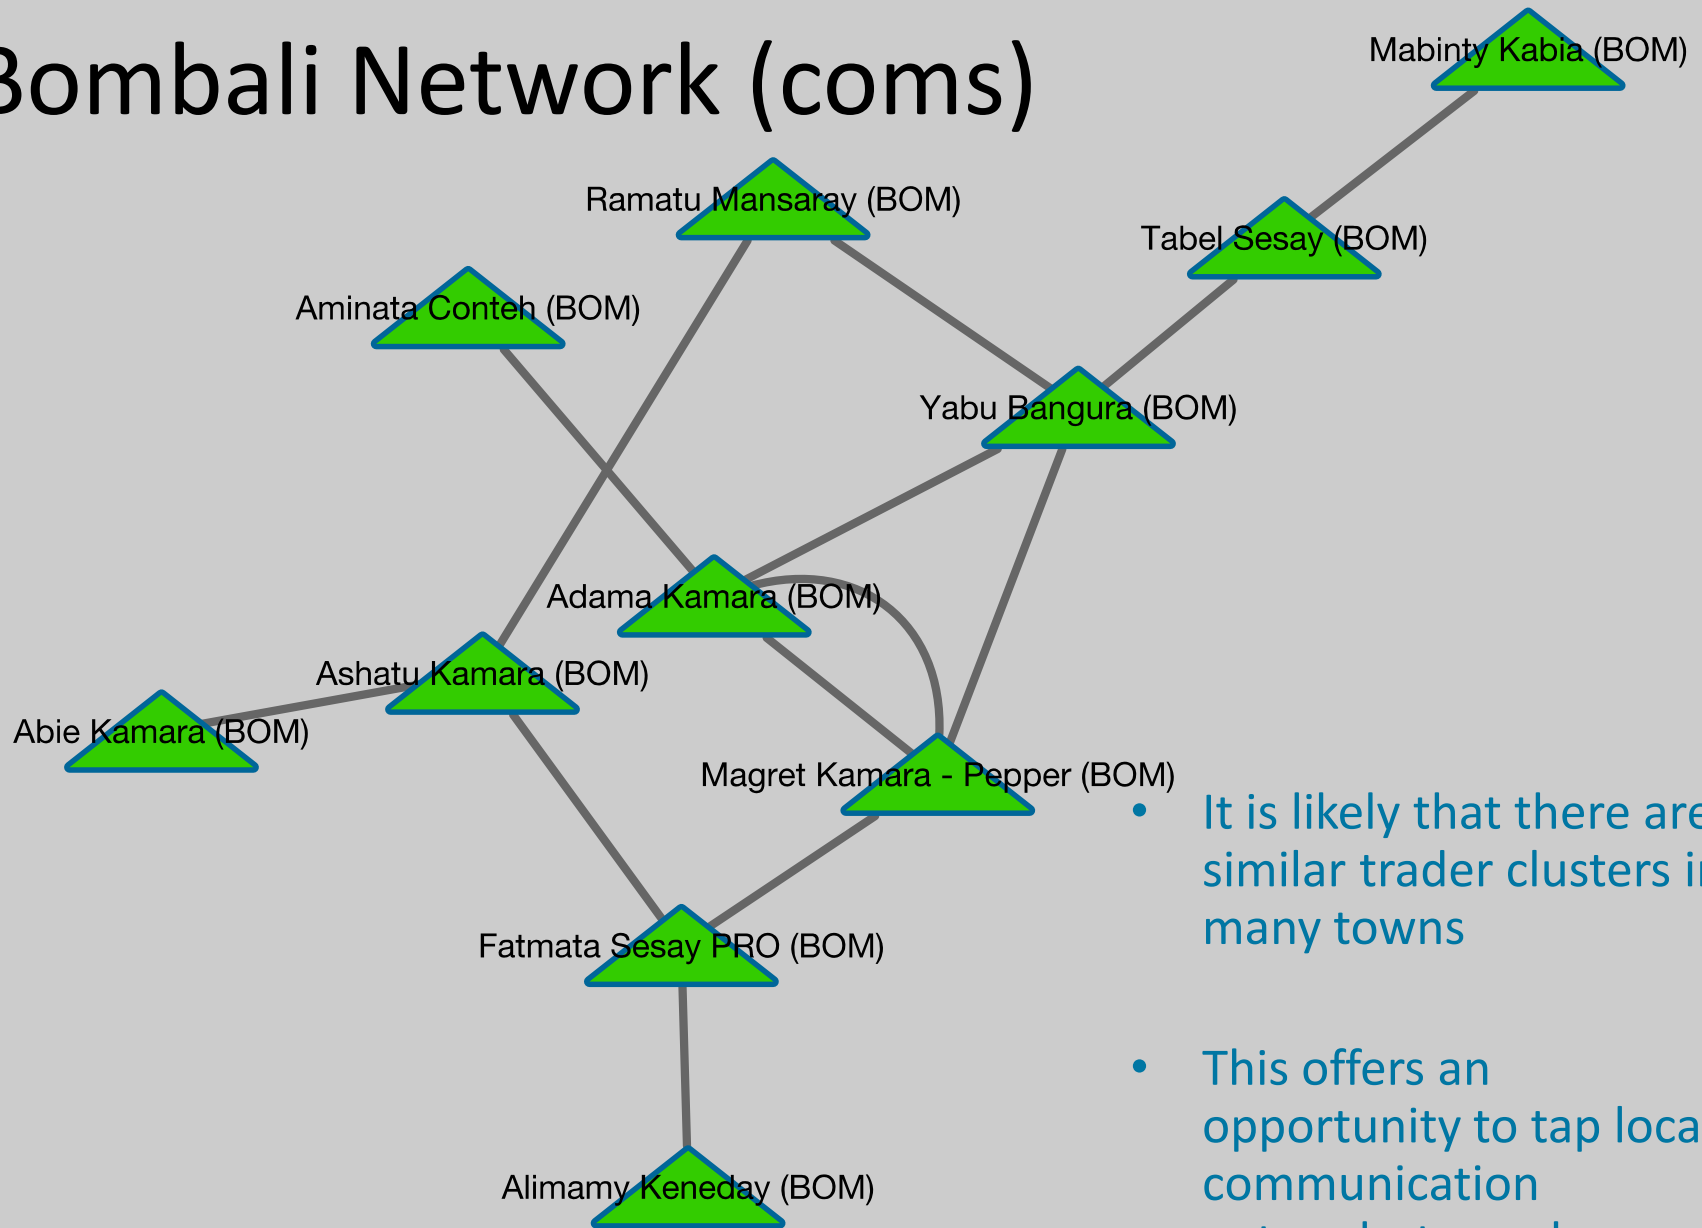 Bombali Network (coms)
Mabinty Kabia (BOM)
Ramatu Mansaray (BOM)
Tabel Sesay (BOM)
Aminata Conteh (BOM)
Yabu Bangura (BOM)
Adama Kamara (BOM)
Ashatu Kamara (BOM)
Abie Kamara (BOM)
Magret Kamara - Pepper (BOM)
• It is likely that there are
similar trader clusters in
many towns
Fatmata Sesay PRO (BOM)
• This offers an
opportunity to tap loca
communication
Alimamy Keneday (BOM)